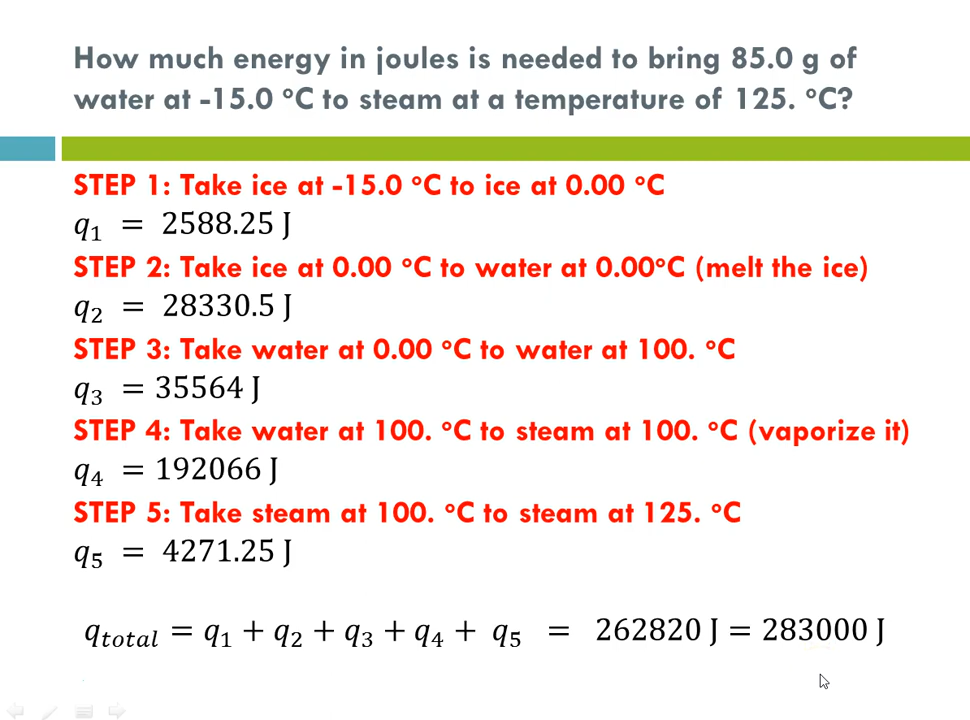 How much energy in joules is needed to bring 85.0 g of
water at -15.0 °C to steam at a temperature of 125. °C?
STEP 1: Take ice at -15.0 °C to ice at 0.00 °C
q₁ = 2588.25 J
STEP 2: Take ice at 0.00 °C to water at 0.00°C (melt the ice)
q₂ = 28330.5 J
STEP 3: Take water at 0.00 °C to water at 100. °C
q₃ = 35564 J
STEP 4: Take water at 100. °C to steam at 100. °C (vaporize it)
q₄ = 192066 J
STEP 5: Take steam at 100. °C to steam at 125. °C
q₅ = 4271.25 J
qₜₒₜₐₗ = q₁ + q₂ + q₃ + q₄ + q₅ = 262820 J = 283000 J